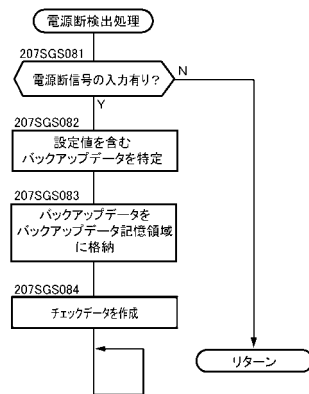 電源断検出処理
207SGS081
電源断信号の入力有り?
N
Y
207SGS082
設定値を含む
バックアップデータを特定
207SGS083
バックアップデータを
バックアップデータ記憶領域
に格納
207SGS084
チェックデータを作成
リターン